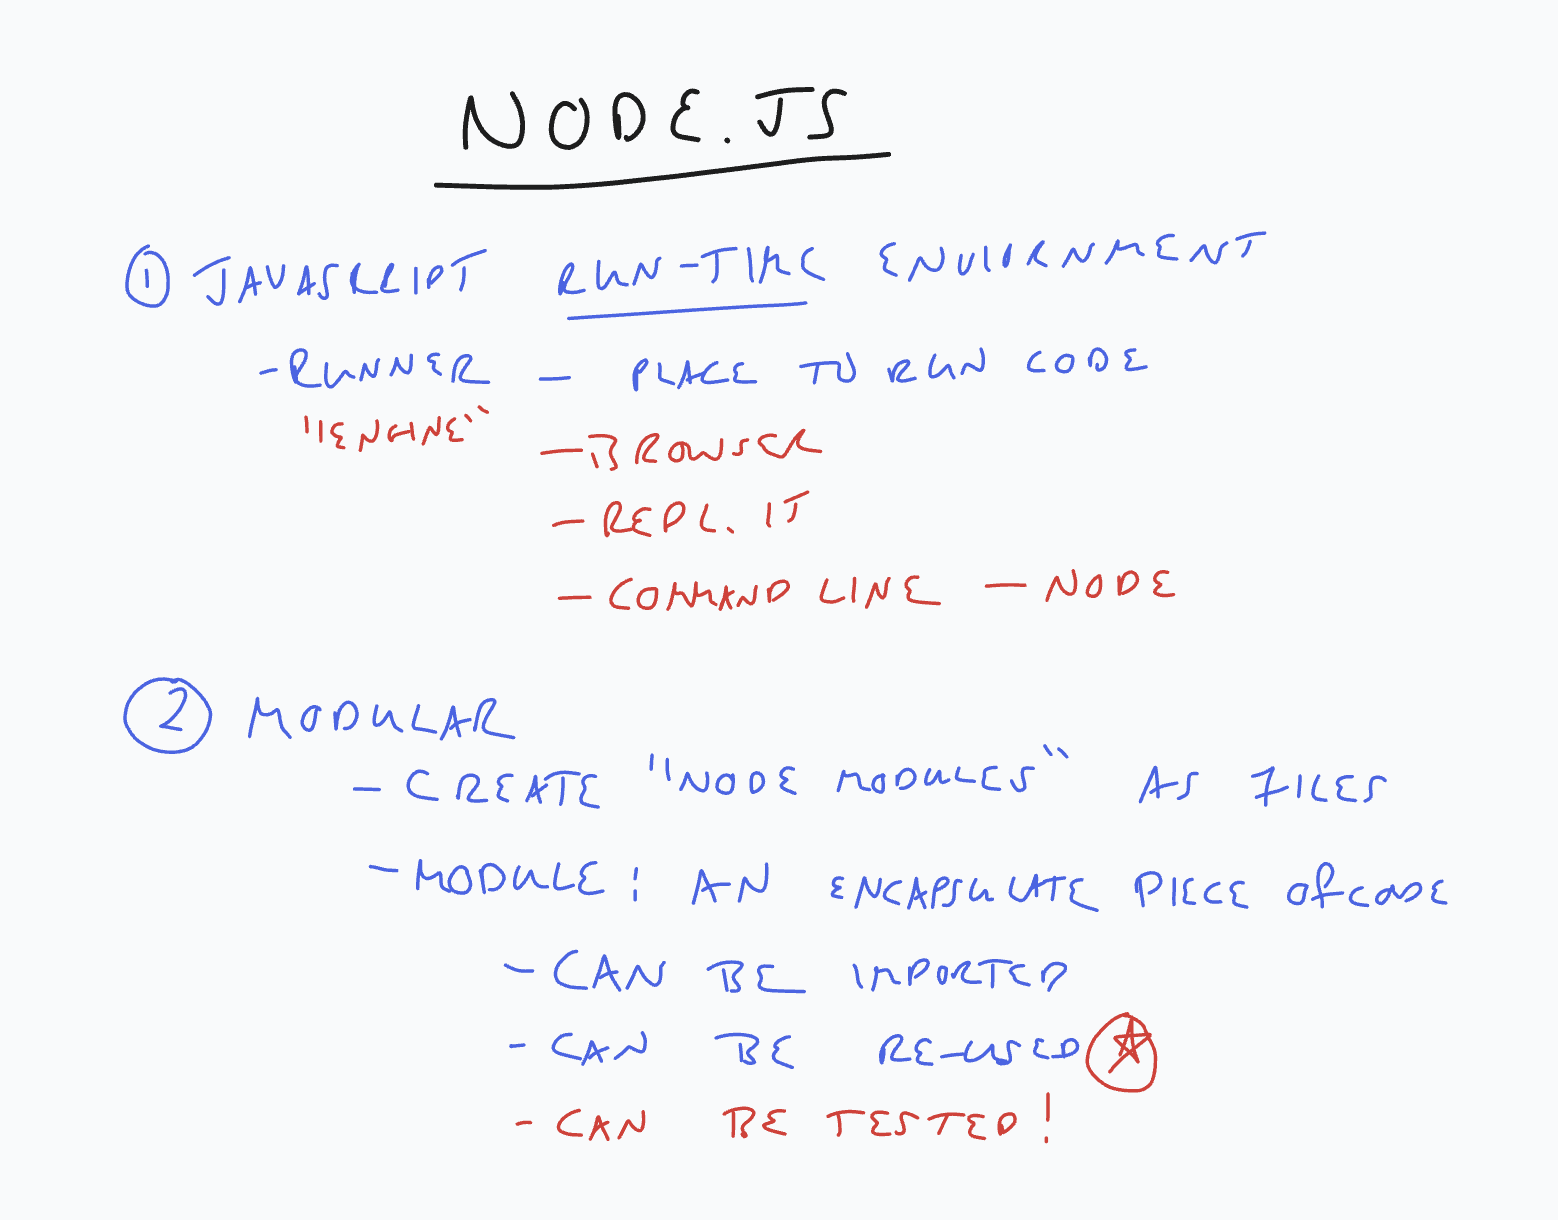 NODE.JS
① JAVASCRIPT RUN-TIME ENVIORNMENT
- RUNNER - PLACE TO RUN CODE
"ENGINE"
- BROWSER
- REPL.IT
- COMMAND LINE - NODE
② MODULAR
- CREATE "NODE MODULES" AS FILES
- MODULE: AN ENCAPSULATE PIECE OF CODE
- CAN BE IMPORTED
- CAN BE RE-USED
- CAN BE TESTED!